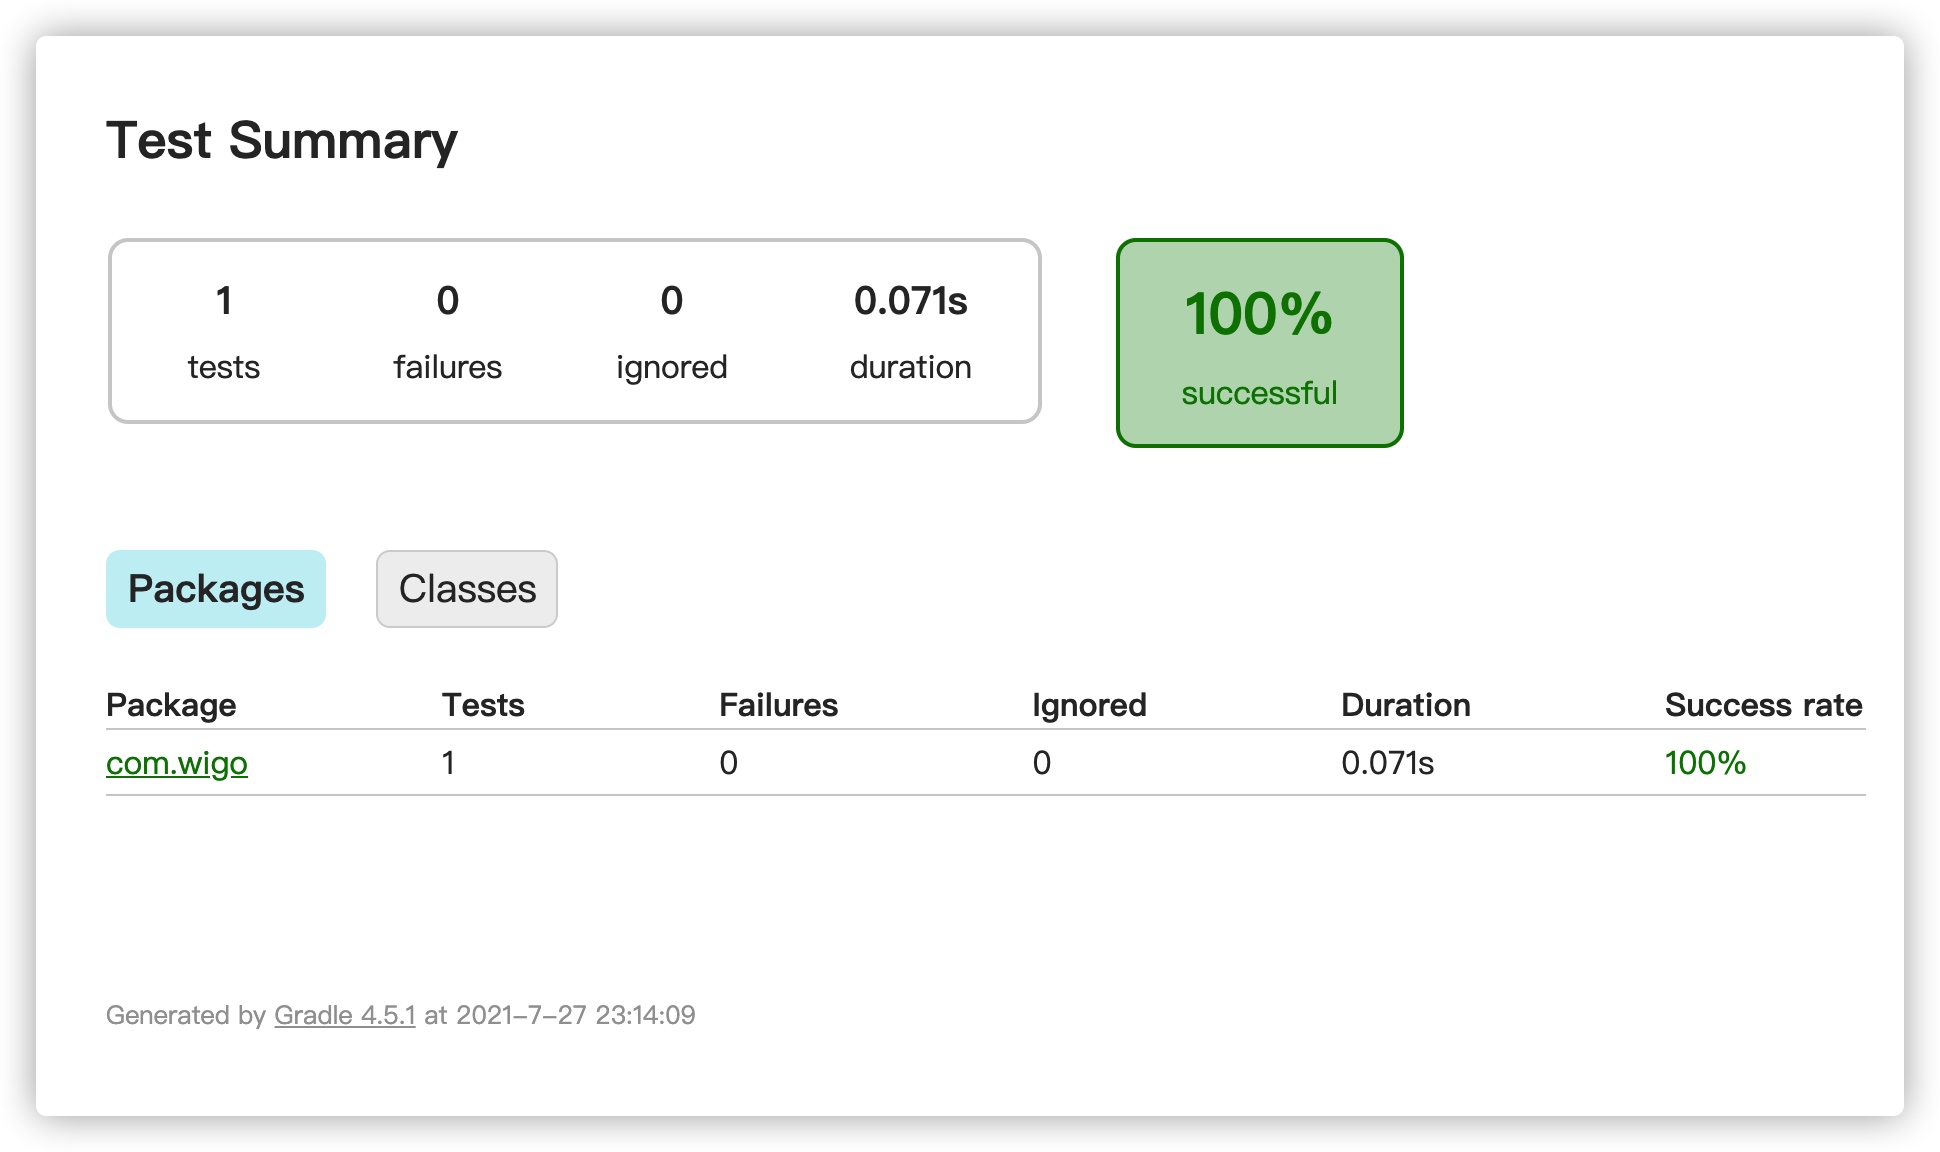 Test Summary
1 0 0 0.071s
tests failures ignored duration
100%
successful
Packages Classes
Package Tests Failures Ignored Duration Success rate
com.wigo 1 0 0 0.071s 100%
Generated by Gradle 4.5.1 at 2021-7-27 23:14:09